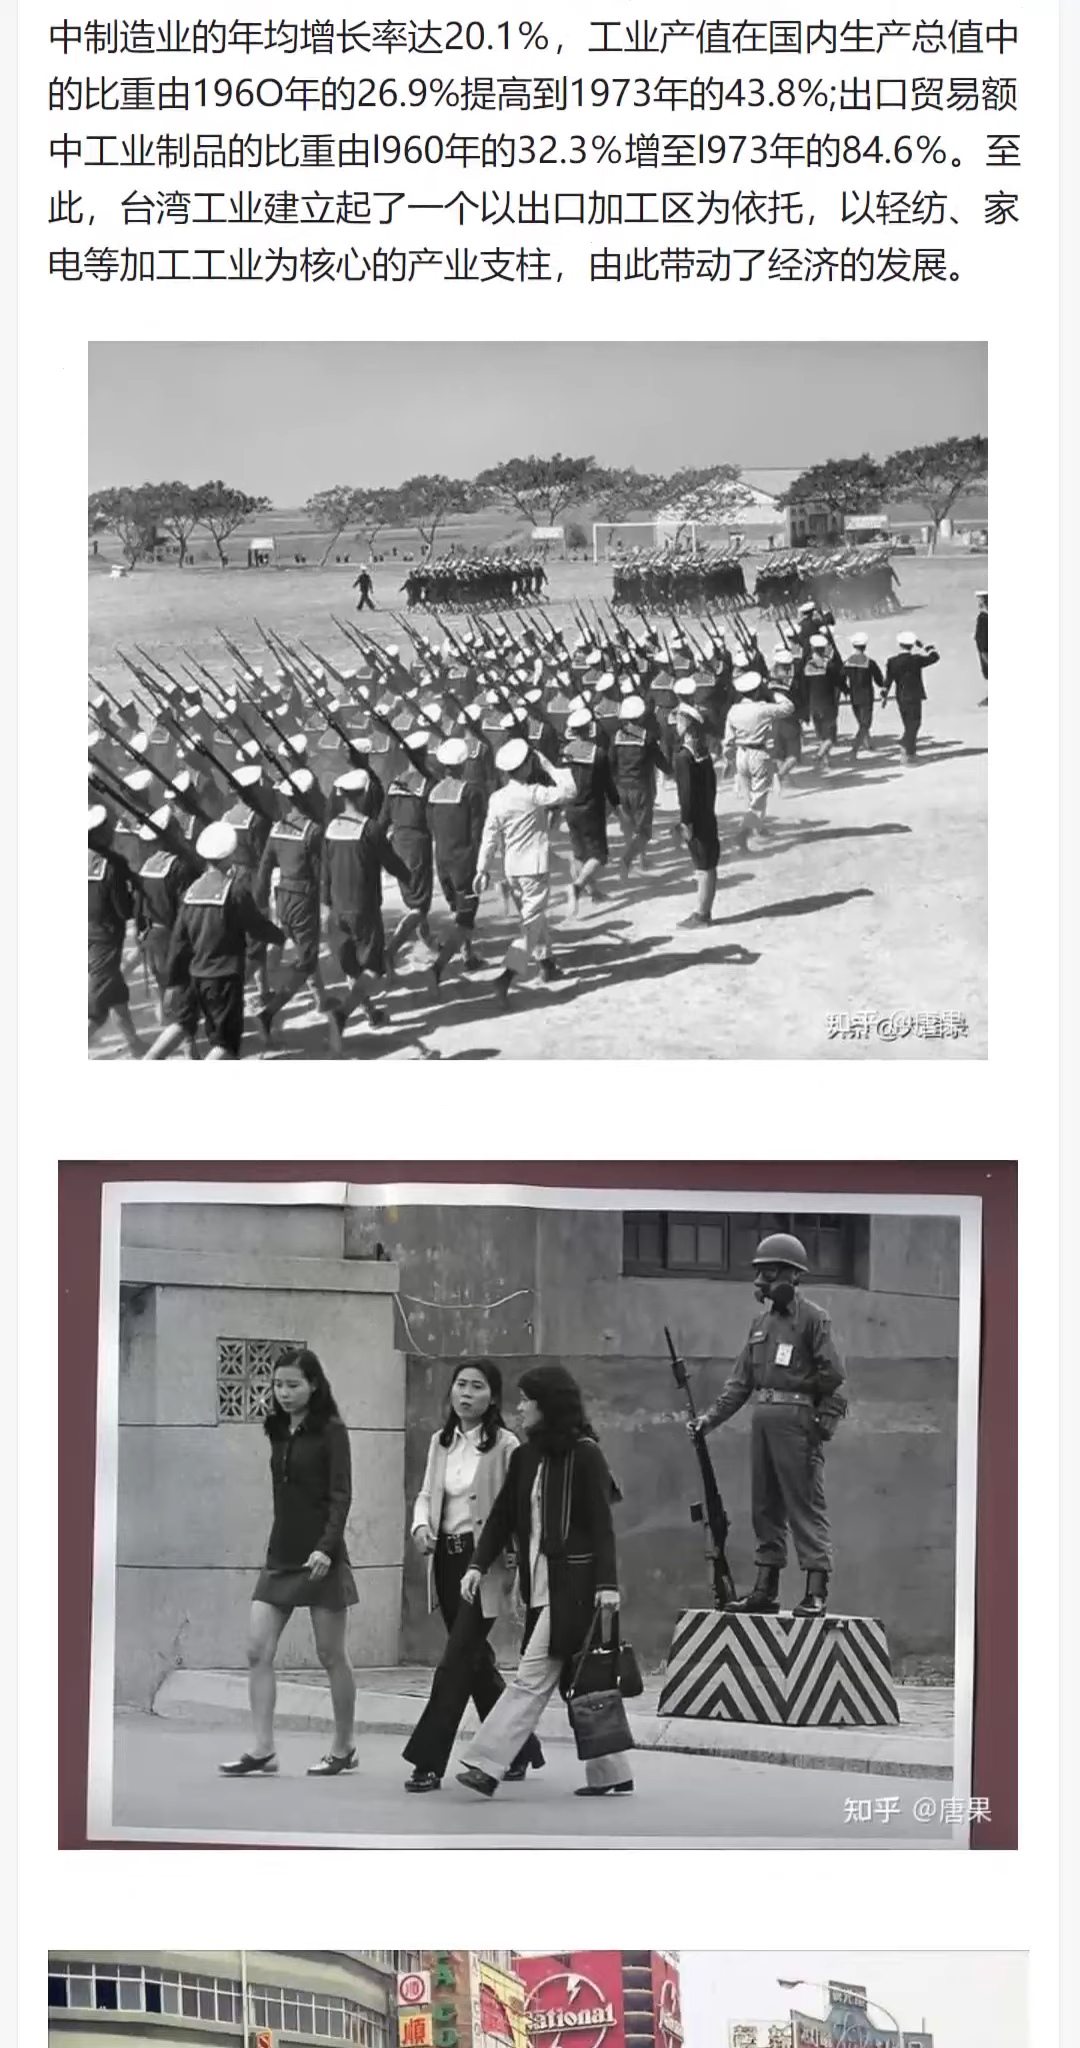 中制造业的年均增长率达20.1%，工业产值在国内生产总值中
的比重由196O年的26.9%提高到1973年的43.8%;出口贸易额
中工业制品的比重由l960年的32.3%增至l973年的84.6%。至
此，台湾工业建立起了一个以出口加工区为依托，以轻纺、家
电等加工工业为核心的产业支柱，由此带动了经济的发展。
知乎 @唐果
知乎 @唐果
順
ational
順